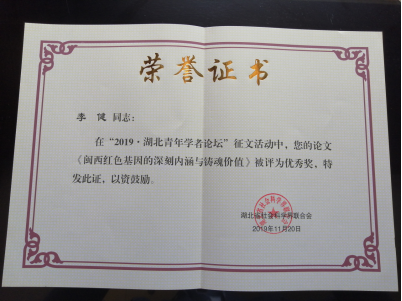 荣誉证书
李健 同志：
在“2019·湖北青年学者论坛”征文活动中，您的论文
《闽西红色基因的深刻内涵与铸魂价值》被评为优秀奖，特
发此证，以资鼓励。
湖北省社会科学界联合会
2019年11月20日